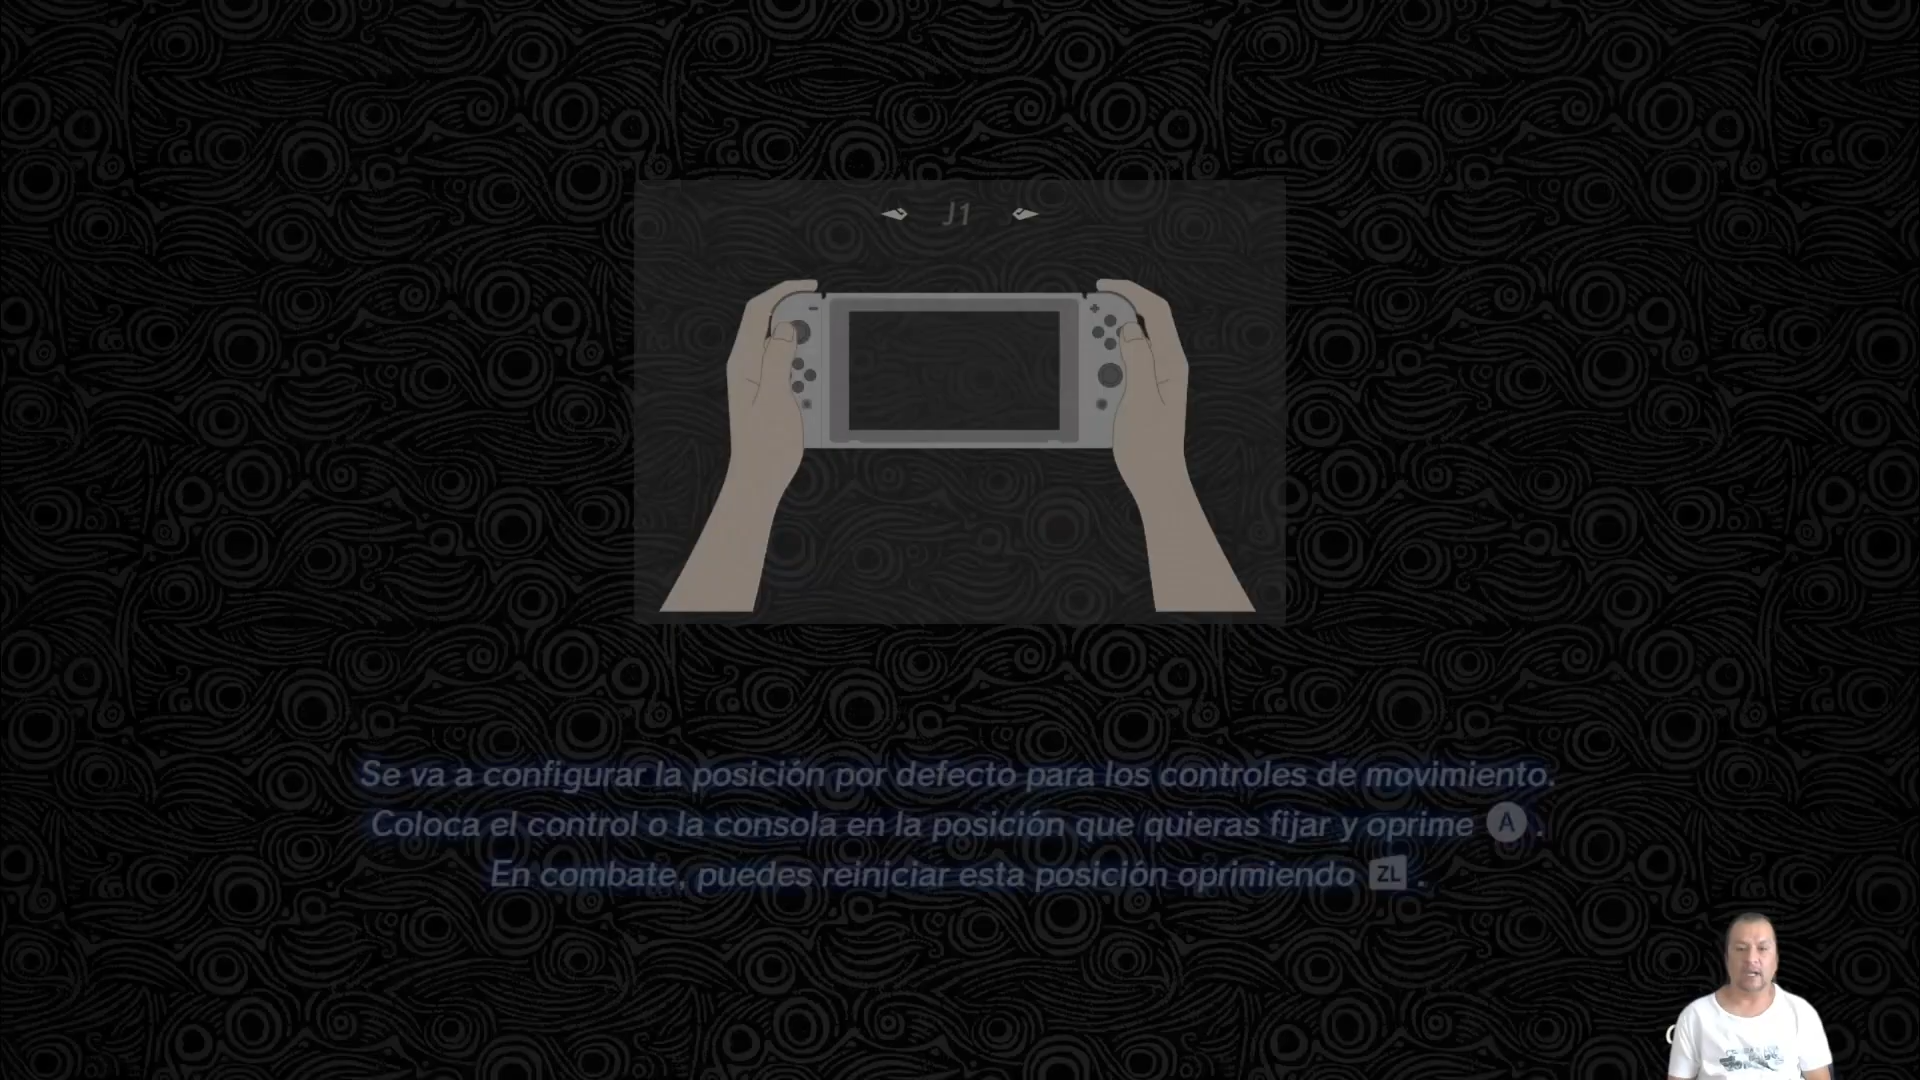 J1
Se va a configurar la posición por defecto para los controles de movimiento.
Coloca el control o la consola en la posición que quieras fijar y oprime A.
En combate, puedes reiniciar esta posición oprimiendo ZL.